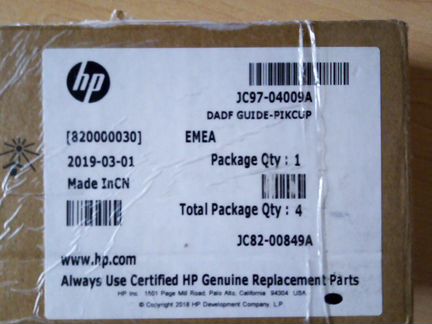 hp
JC97-04009A
DADF GUIDE-PIKCUP
[820000030] EMEA
2019-03-01 Package Qty : 1
Made InCN
Total Package Qty : 4
JC82-00849A
www.hp.com
Always Use Certified HP Genuine Replacement Parts
HP Inc. 1501 Page Mill Road, Palo Alto, California 94304 USA
© Copyright 2018 HP Development Company, L.P.